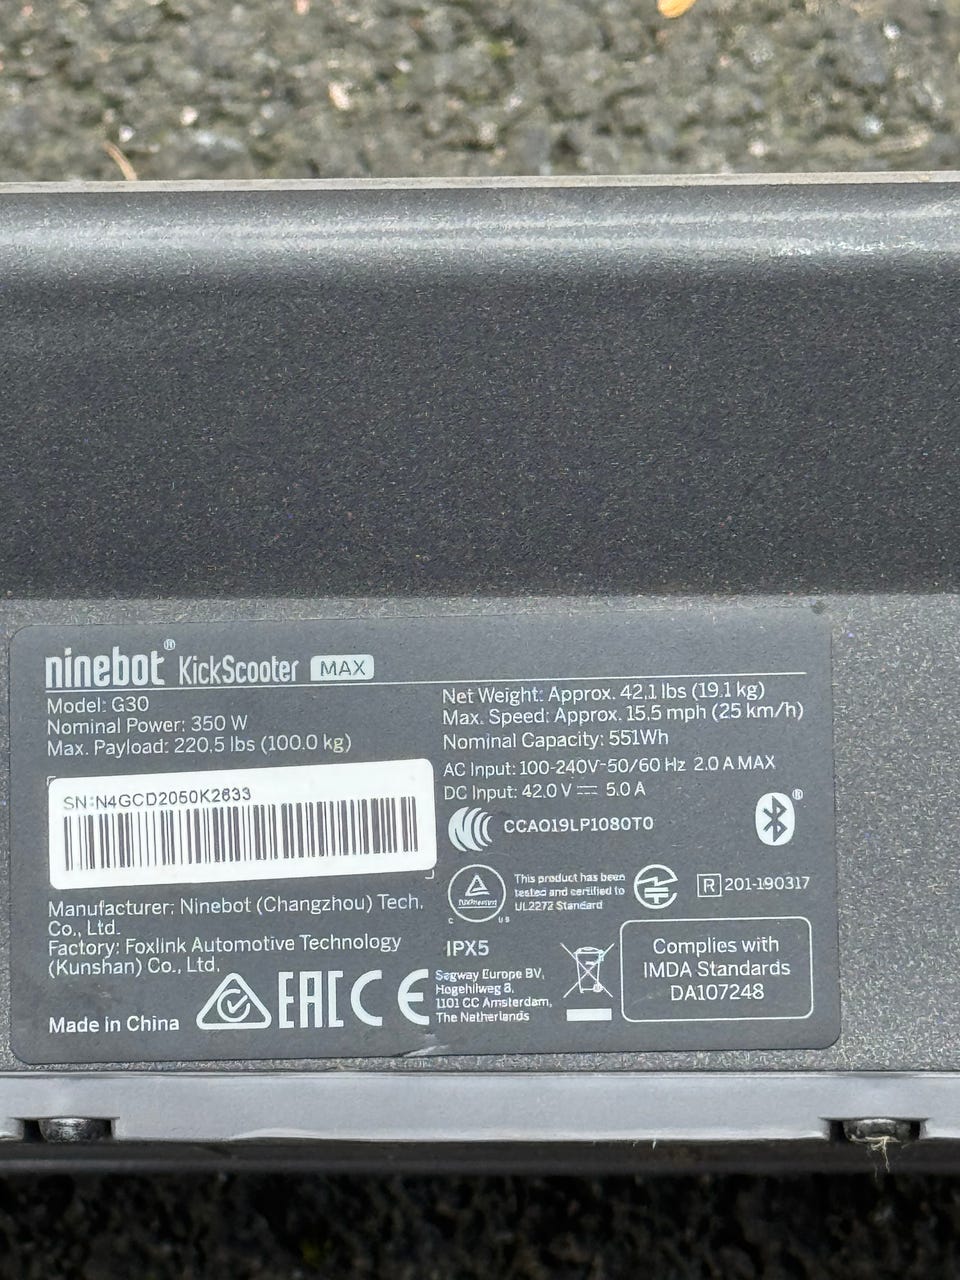 ninebot® KickScooter MAX
Model: G30
Nominal Power: 350 W
Max. Payload: 220.5 lbs (100.0 kg)
SN:N4GCD2050K2633
Manufacturer: Ninebot (Changzhou) Tech.
Co., Ltd.
Factory: Foxlink Automotive Technology
(Kunshan) Co., Ltd.
Made in China
EAC CE
Net Weight: Approx. 42.1 lbs (19.1 kg)
Max. Speed: Approx. 15.5 mph (25 km/h)
Nominal Capacity: 551Wh
AC Input: 100-240V~50/60 Hz 2.0 A MAX
DC Input: 42.0 V ⎓ 5.0 A
CCAO19LP1080T0
®
This product has been
tested and certified to
UL2272 Standard
C US
R 201-190317
IPX5
Segway Europe BV,
Hogehilweg 8,
1101 CC Amsterdam,
The Netherlands
Complies with
IMDA Standards
DA107248